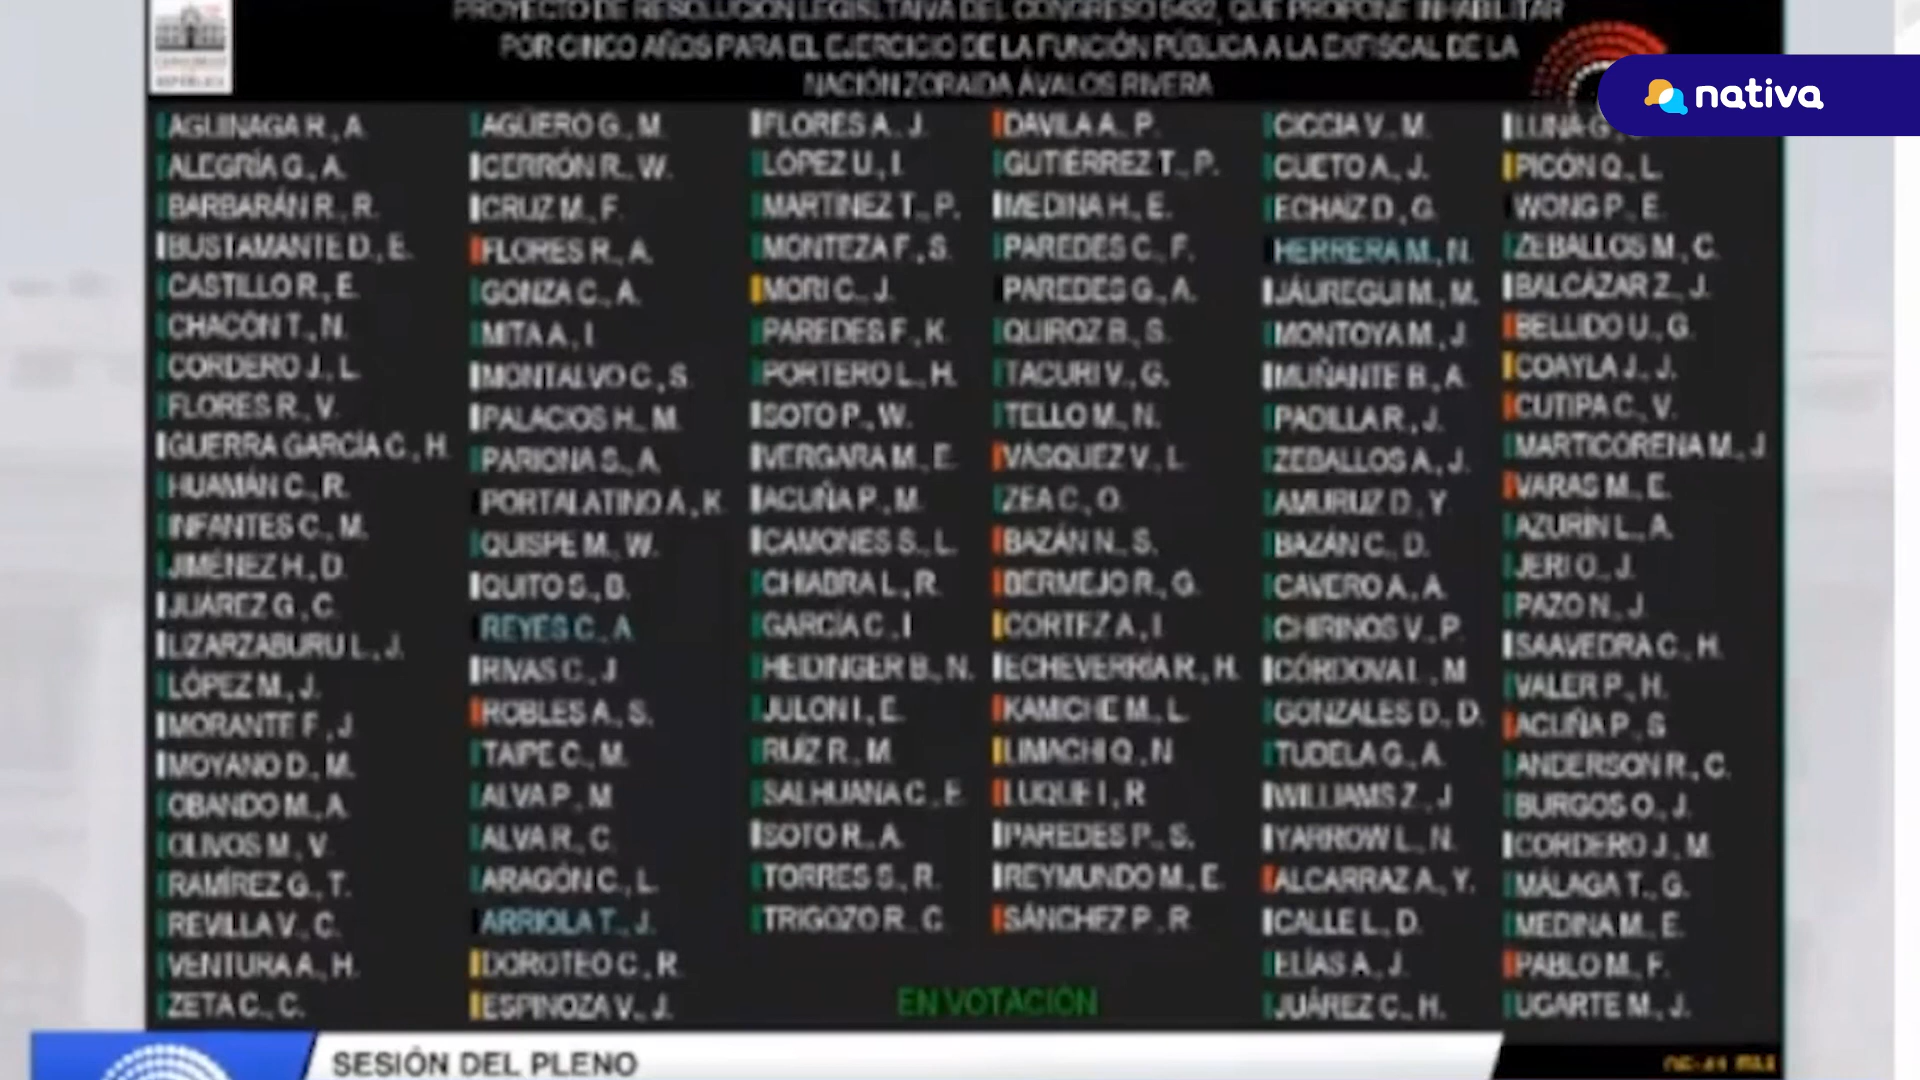 PROYECTO DE RESOLUCIÓN LEGISLTAIVA DEL CONGRESO 5432, QUE PROPONE INHABILITAR
POR CINCO AÑOS PARA EL EJERCICIO DE LA FUNCIÓN PÚBLICA A LA EXFISCAL DE LA
NACIÓN ZORAIDA ÁVALOS RIVERA
nativa
AGUINAGA R., A.
ALEGRÍA G., A.
BARBARÁN R., R.
BUSTAMANTE D., E.
CASTILLO R., E.
CHACÓN T., N.
CORDERO J., L.
FLORES R., V.
GUERRA GARCÍA C., H.
HUAMÁN C., R.
INFANTES C., M.
JIMÉNEZ H., D.
JUAREZ G., C.
LIZARZABURU L., J.
LÓPEZ M., J.
MORANTE F., J.
MOYANO D., M.
OBANDO M., A.
OLIVOS M., V.
RAMÍREZ G., T.
REVILLA V., C.
VENTURA A., H.
ZETA C., C.
AGÜERO G., M.
CERRÓN R., W.
CRUZ M., F.
FLORES R., A.
GONZA C., A.
MITA A., I.
MONTALVO C., S.
PALACIOS H., M.
PARIONA S., A.
PORTALATINO A., K.
QUISPE M., W.
QUITO S., B.
REYES C., A.
RIVAS C., J.
ROBLES A., S.
TAIPE C., M.
ALVA P., M.
ALVA R., C.
ARAGÓN C., L.
ARRIOLA T., J.
DOROTEO C., R.
ESPINOZA V., J.
FLORES A., J.
LÓPEZ U., I.
MARTINEZ T., P.
MONTEZA F., S.
MORI C., J.
PAREDES F., K.
PORTERO L., H.
SOTO P., W.
VERGARA M., E.
ACUÑA P., M.
CAMONES S., L.
CHIABRA L., R.
GARCÍA C., I.
HEIDINGER B., N.
JULON I., E.
RUÍZ R., M.
SALHUANA C., E.
SOTO R., A.
TORRES S., R.
TRIGOZO R., C.
DAVILA A., P.
GUTIÉRREZ T., P.
MEDINA H., E.
PAREDES C., F.
PAREDES G., A.
QUIROZ B., S.
TACURI V., G.
TELLO M., N.
VÁSQUEZ V., L.
ZEA C., O.
BAZÁN N., S.
BERMEJO R., G.
CORTEZ A., I.
ECHEVERRÍA R., H.
KAMICHE M., L.
LIMACHI Q., N.
LUQUE I., R.
PAREDES P., S.
REYMUNDO M., E.
SÁNCHEZ P., R.
CICCIA V., M.
CUETO A., J.
ECHAÍZ D., G.
HERRERA M., N.
JÁUREGUI M., M.
MONTOYA M., J.
MUÑANTE B., A.
PADILLA R., J.
ZEBALLOS A., J.
AMURUZ D., Y.
BAZÁN C., D.
CAVERO A., A.
CHIRINOS V., P.
CÓRDOVA L., M.
GONZALES D., D.
TUDELA G., A.
WILLIAMS Z., J.
YARROW L., N.
ALCARRAZ A., Y.
CALLE L., D.
ELÍAS A., J.
JUÁREZ C., H.
LUNA G.,
PICÓN Q., L.
WONG P., E.
ZEBALLOS M., C.
BALCÁZAR Z., J.
BELLIDO U., G.
COAYLA J., J.
CUTIPA C., V.
MARTICORENA M., J.
VARAS M., E.
AZURÍN L., A.
JERI O., J.
PAZO N., J.
SAAVEDRA C., H.
VALER P., H.
ACUÑA P., S.
ANDERSON R., C.
BURGOS O., J.
CORDERO J., M.
MÁLAGA T., G.
MEDINA M., E.
PABLO M., F.
UGARTE M., J.
EN VOTACIÓN
SESIÓN DEL PLENO